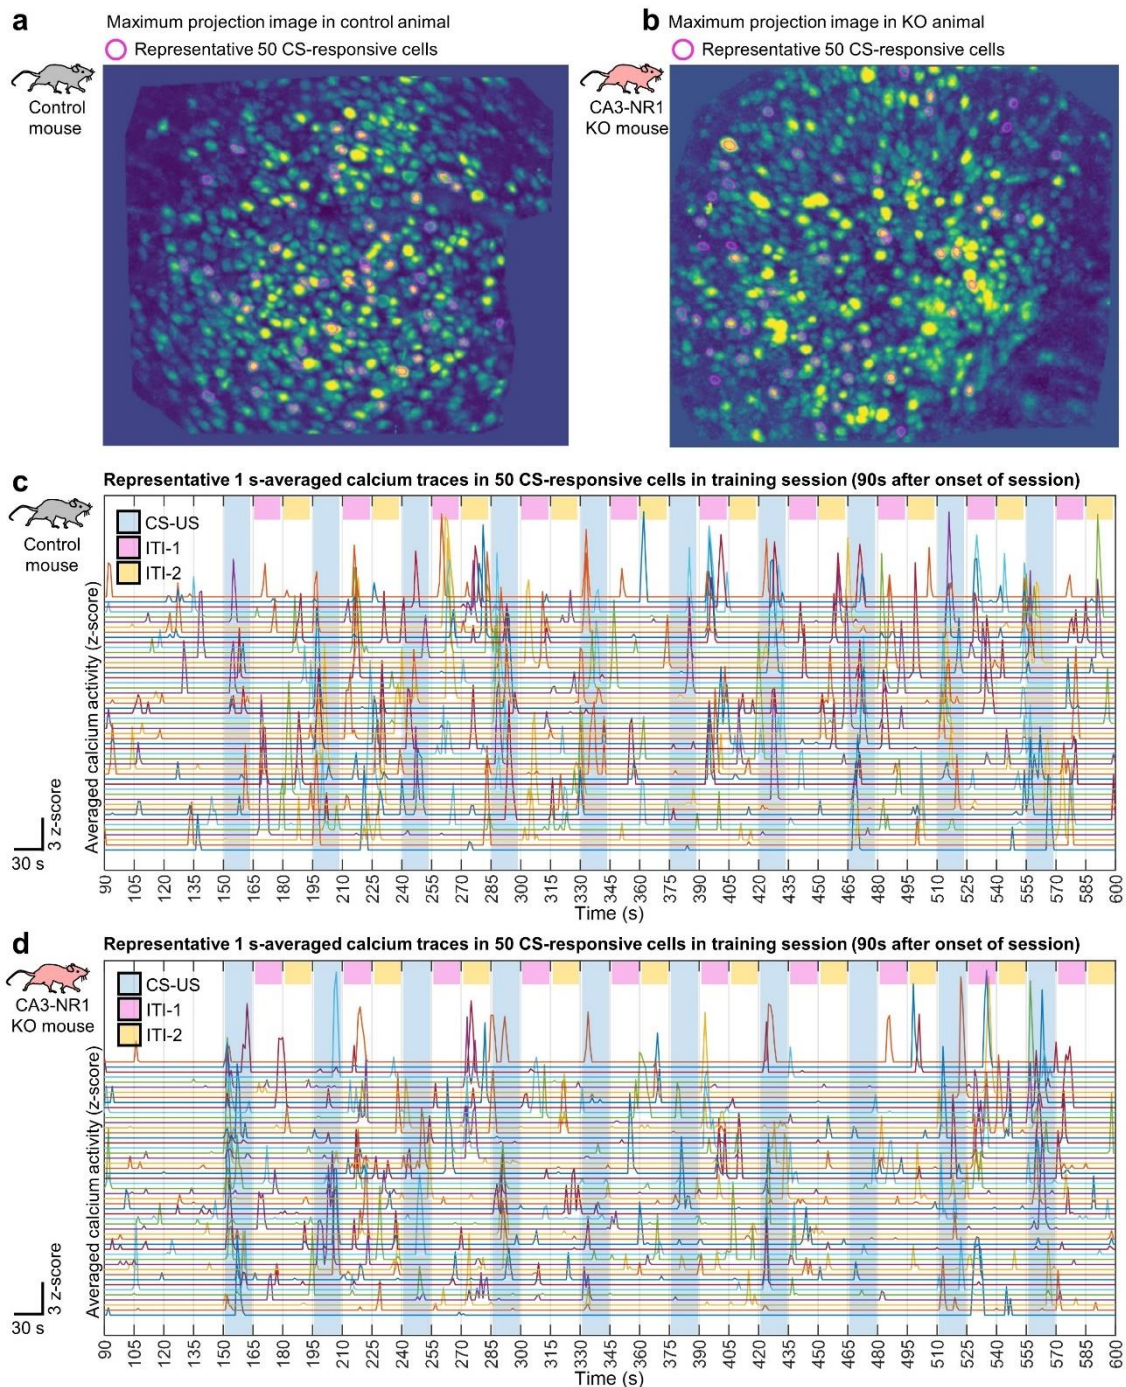 a Maximum projection image in control animal
Representative 50 CS-responsive cells
Control
mouse
b Maximum projection image in KO animal
Representative 50 CS-responsive cells
CA3-NR1
KO mouse
c Representative 1 s-averaged calcium traces in 50 CS-responsive cells in training session (90s after onset of session)
Control
mouse
CS-US
ITI-1
ITI-2
Averaged calcium activity (z-score)
3 z-score
30 s
90 105 120 135 150 165 180 195 210 225 240 255 270 285 300 315 330 345 360 375 390 405 420 435 450 465 480 495 510 525 540 555 570 585 600
Time (s)
d Representative 1 s-averaged calcium traces in 50 CS-responsive cells in training session (90s after onset of session)
CA3-NR1
KO mouse
CS-US
ITI-1
ITI-2
Averaged calcium activity (z-score)
3 z-score
30 s
90 105 120 135 150 165 180 195 210 225 240 255 270 285 300 315 330 345 360 375 390 405 420 435 450 465 480 495 510 525 540 555 570 585 600
Time (s)